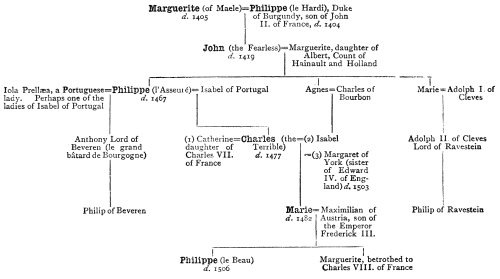 Marguerite (of Maele)=Philippe (le Hardi), Duke
d. 1405 of Burgundy, son of John
II. of France, d. 1404
John (the Fearless)=Marguerite, daughter of
d. 1419 Albert, Count of
Hainault and Holland
Iola Prellæa, a Portuguese=Philippe (l'Asseuré)=Isabel of Portugal Agnes=Charles of Marie=Adolph I. of
lady. Perhaps one of the d. 1467 Bourbon Cleves
ladies of Isabel of Portugal
Anthony Lord of (1) Catherine=Charles (the=(2) Isabel Adolph II. of Cleves
Beveren (le grand daughter of Terrible) Lord of Ravestein
bâtard de Bourgogne) Charles VII. d. 1477 =(3) Margaret of
of France York (sister
of Edward
IV. of Eng-
land) d. 1503
Philip of Beveren Marie=Maximilian of Philip of Ravestein
d. 1482 Austria, son of
the Emperor
Frederick III.
Philippe (le Beau) Marguerite, betrothed to
d. 1506 Charles VIII. of France